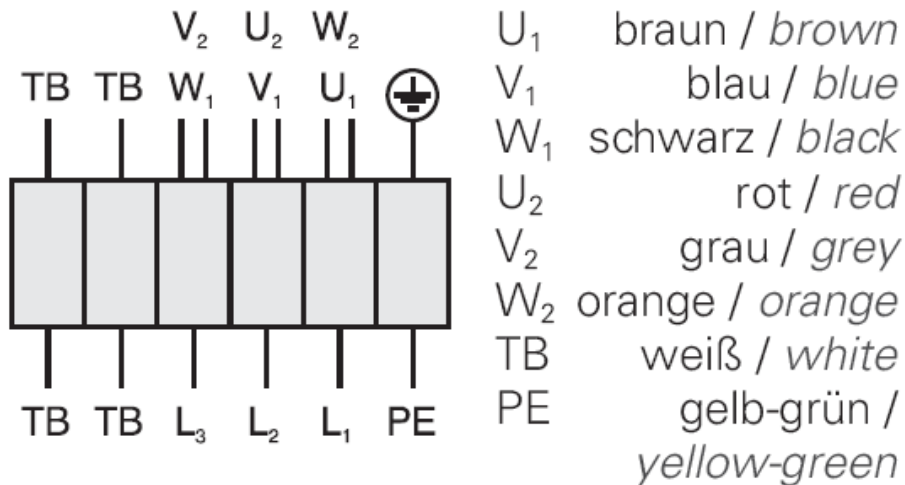 V₂ U₂ W₂
TB TB W₁ V₁ U₁
TB TB L₃ L₂ L₁ PE
U₁ braun / brown
V₁ blau / blue
W₁ schwarz / black
U₂ rot / red
V₂ grau / grey
W₂ orange / orange
TB weiß / white
PE gelb-grün /
yellow-green